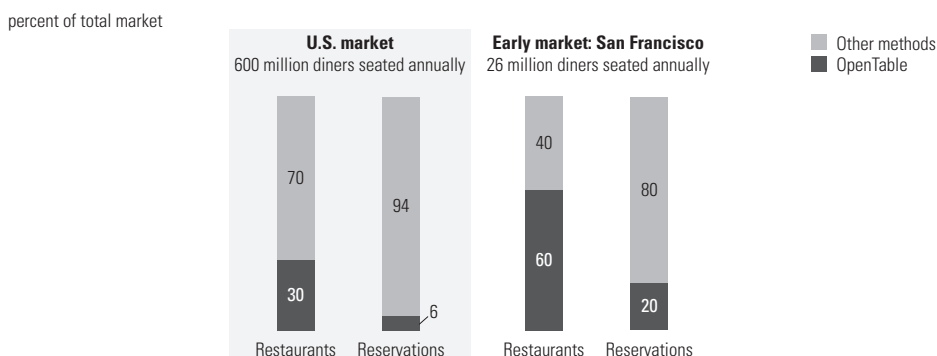 percent of total market
U.S. market
600 million diners seated annually
Early market: San Francisco
26 million diners seated annually
Other methods
OpenTable
70
30
94
6
40
60
80
20
Restaurants
Reservations
Restaurants
Reservations